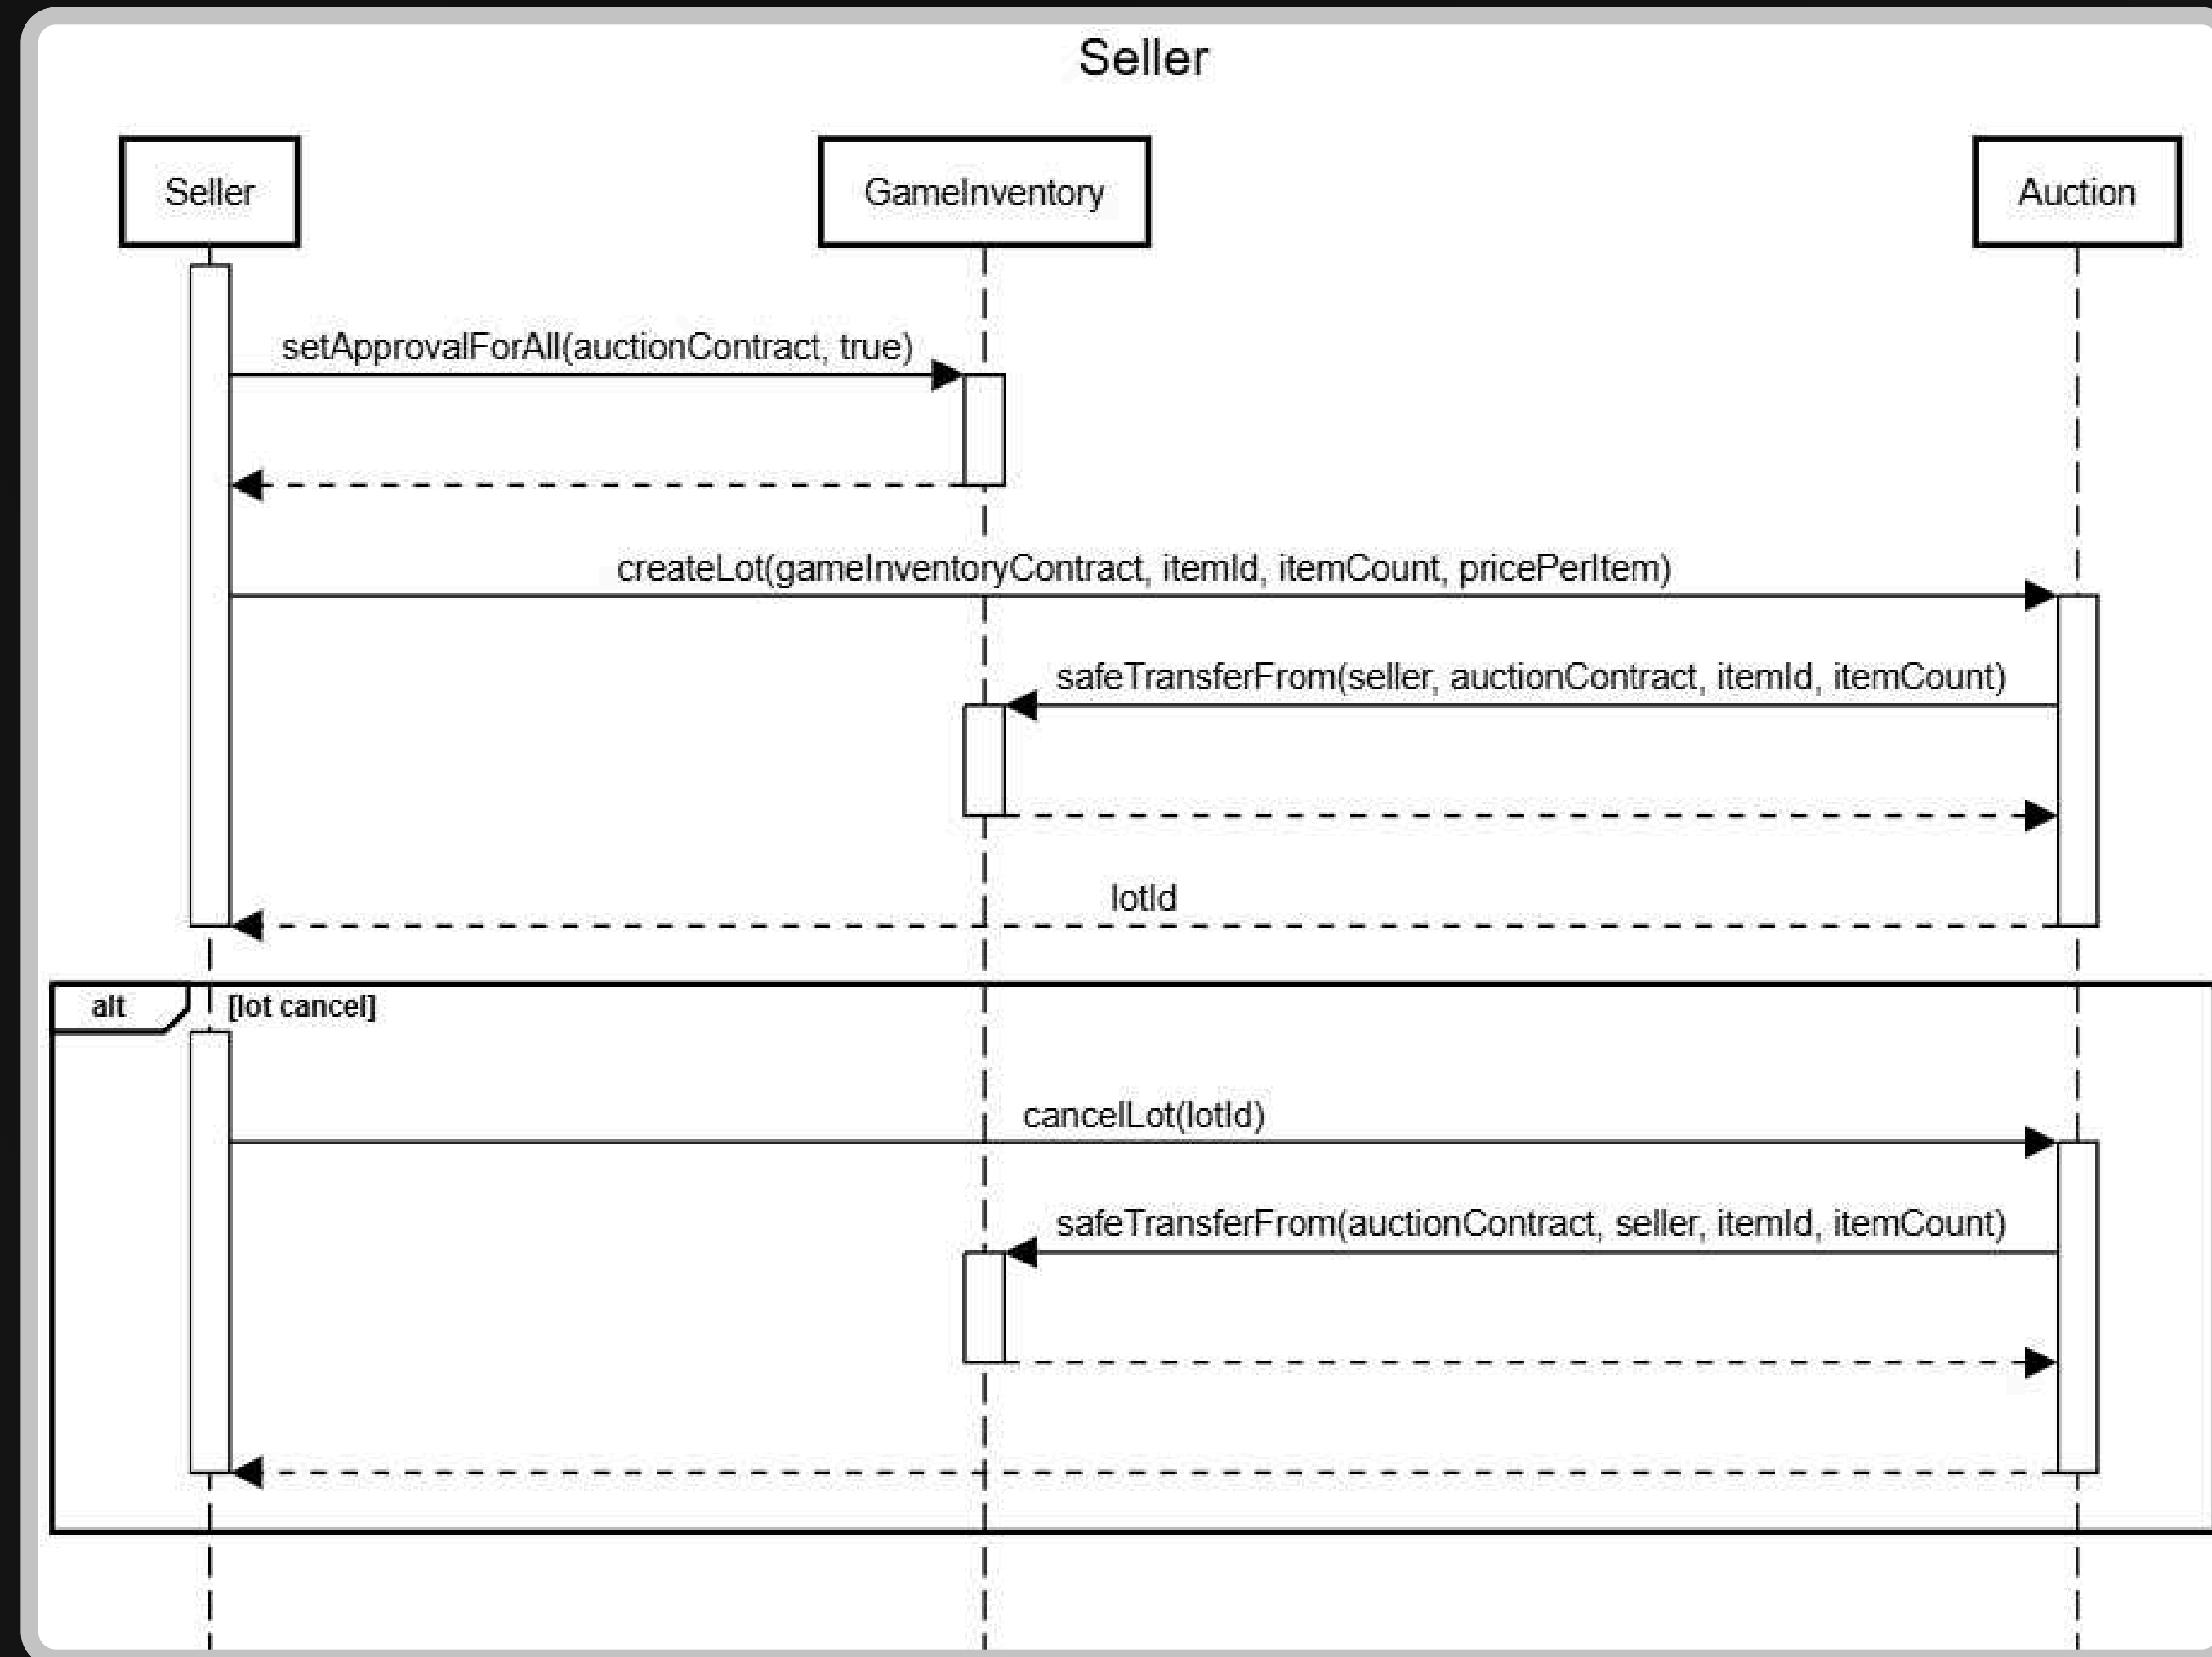 Seller
Seller
GameInventory
Auction
setApprovalForAll(auctionContract, true)
createLot(gameInventoryContract, itemId, itemCount, pricePerItem)
safeTransferFrom(seller, auctionContract, itemId, itemCount)
lotId
alt
[lot cancel]
cancelLot(lotId)
safeTransferFrom(auctionContract, seller, itemId, itemCount)